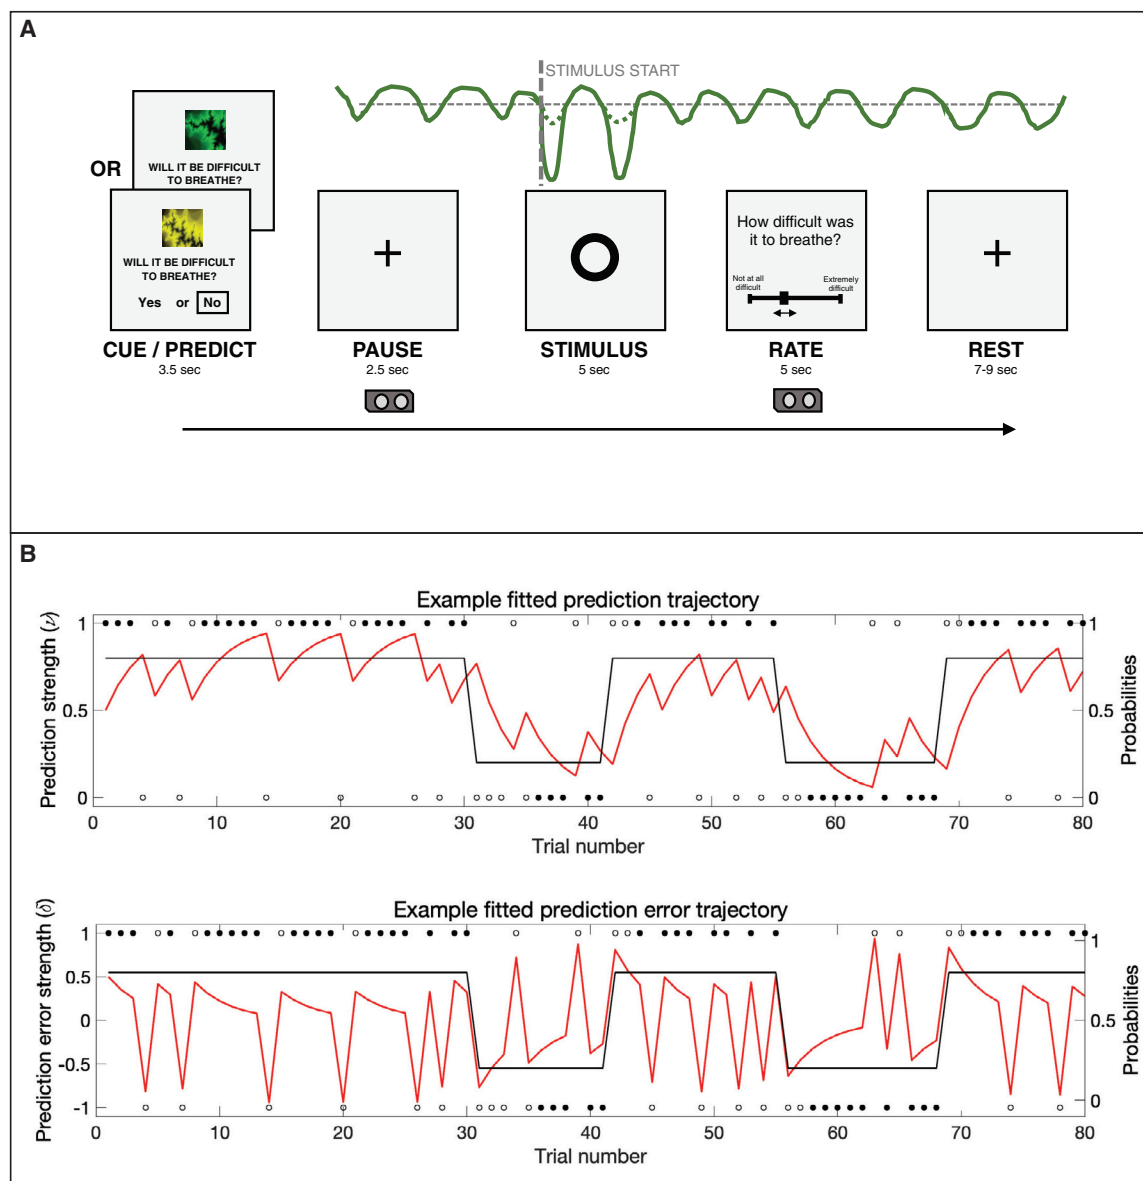 A
STIMULUS START
OR
WILL IT BE DIFFICULT
TO BREATHE?
WILL IT BE DIFFICULT
TO BREATHE?
Yes or No
How difficult was
it to breathe?
Not at all
difficult
Extremely
difficult
CUE / PREDICT
3.5 sec
PAUSE
2.5 sec
STIMULUS
5 sec
RATE
5 sec
REST
7-9 sec
B
Example fitted prediction trajectory
Prediction strength (ν)
1
0.5
0
1
0.5
0
Probabilities
0 10 20 30 40 50 60 70 80
Trial number
Example fitted prediction error trajectory
Prediction error strength (δ)
1
0.5
0
-0.5
-1
1
0.5
0
Probabilities
0 10 20 30 40 50 60 70 80
Trial number